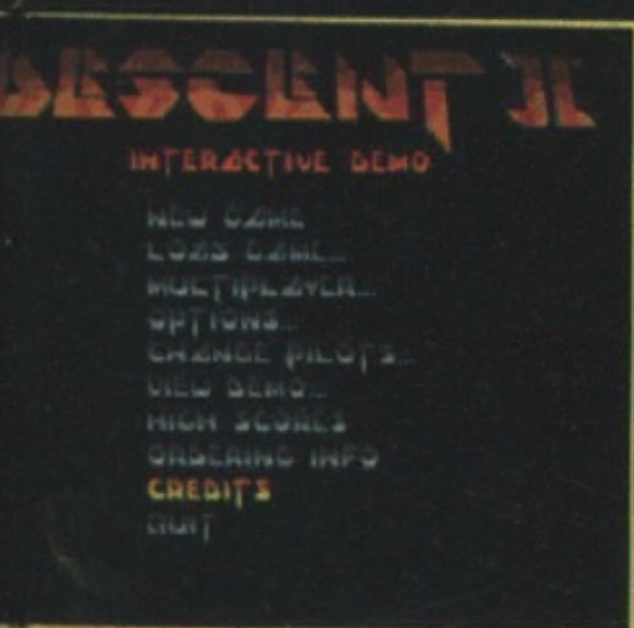 DESCENT II
INTERACTIVE DEMO
NEW GAME
LOAD GAME...
MULTIPLAYER...
OPTIONS...
CHANGE PILOTS...
VIEW DEMO...
HIGH SCORES
ORDERING INFO
CREDITS
QUIT